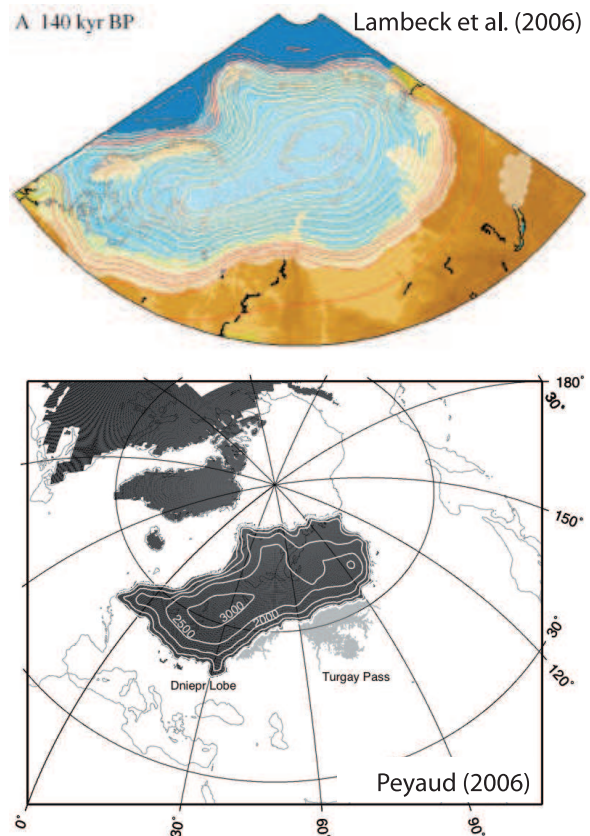 A 140 kyr BP
Lambeck et al. (2006)
180°
30°
150°
3000
2500
2000
30°
120°
Dniepr Lobe
Turgay Pass
Peyaud (2006)
0°
30°
60°
90°